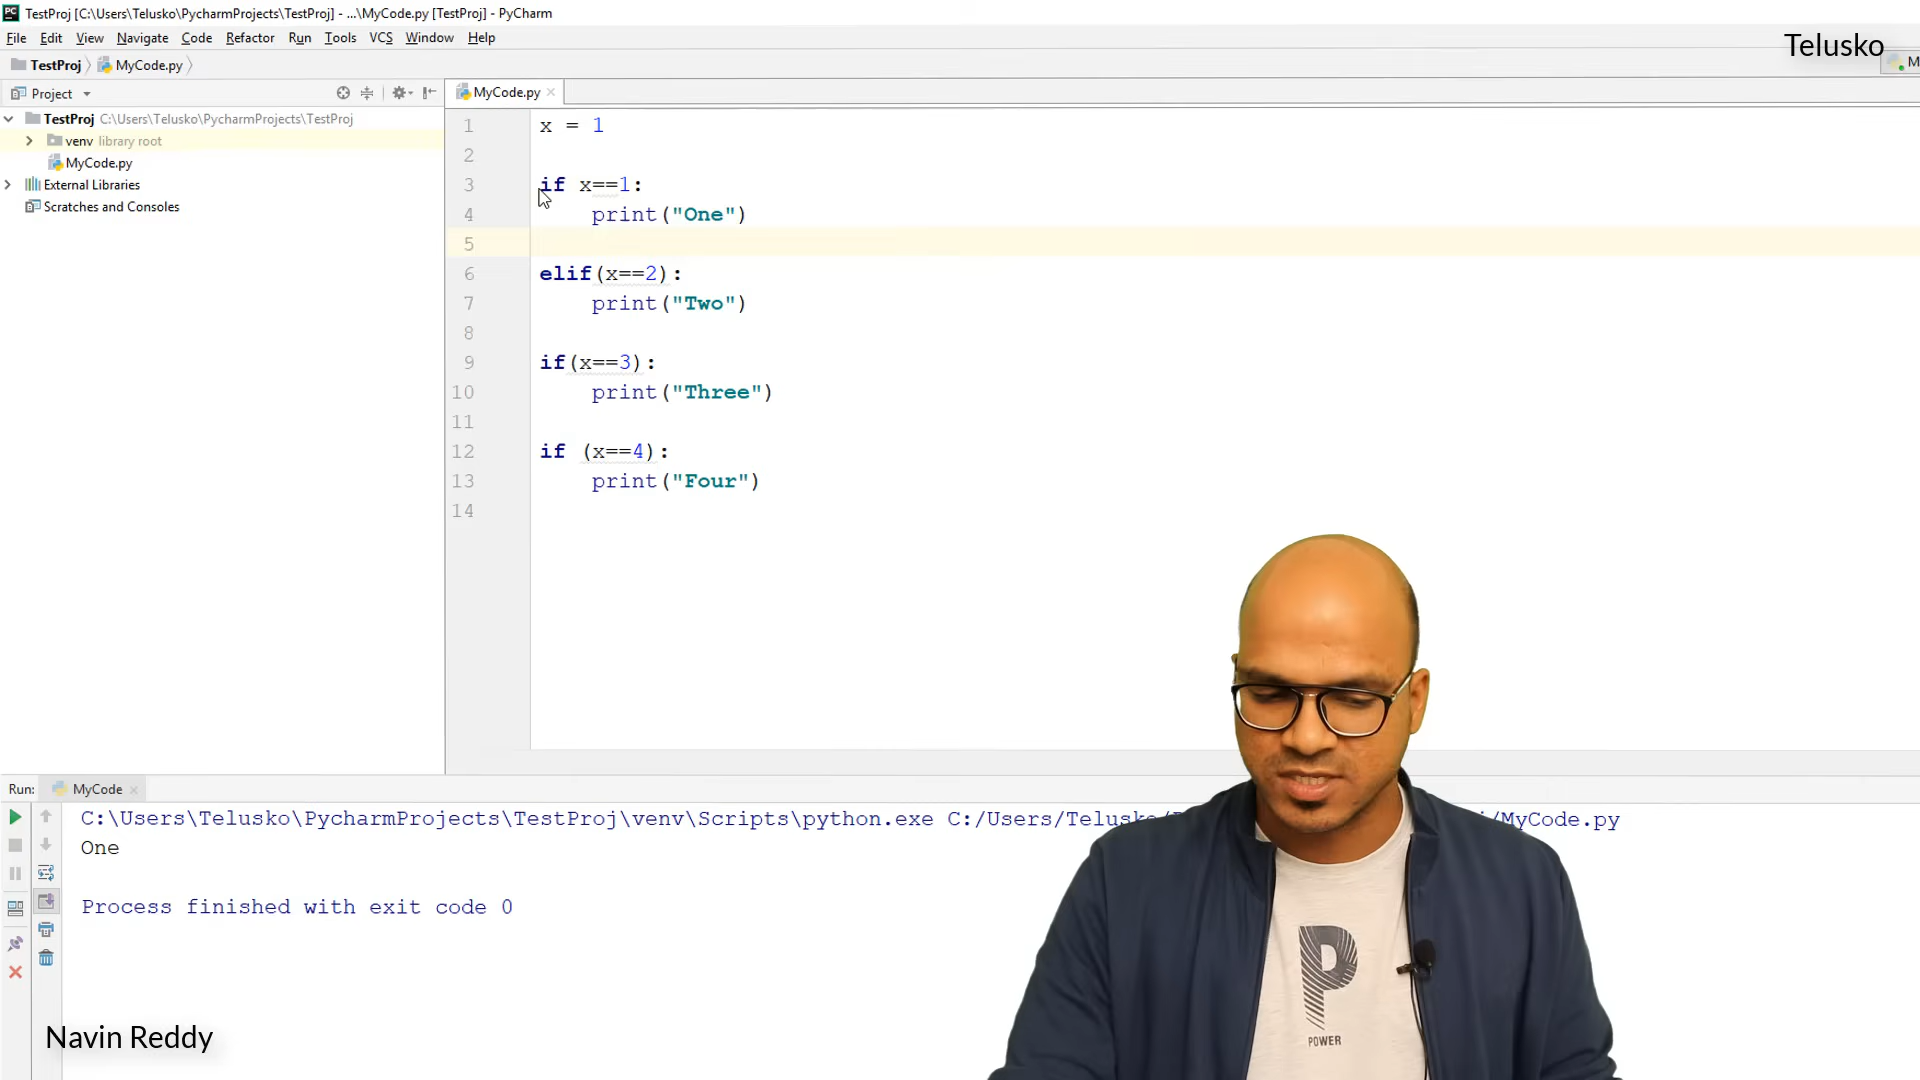 TestProj [C:\Users\Telusko\PycharmProjects\TestProj] - ...\MyCode.py [TestProj] - PyCharm
File Edit View Navigate Code Refactor Run Tools VCS Window Help
Telusko
TestProj MyCode.py
M
Project
MyCode.py
TestProj C:\Users\Telusko\PycharmProjects\TestProj
venv library root
MyCode.py
External Libraries
Scratches and Consoles
1 x = 1
2
3 if x==1:
4 print("One")
5
6 elif(x==2):
7 print("Two")
8
9 if(x==3):
10 print("Three")
11
12 if (x==4):
13 print("Four")
14
Run: MyCode
C:\Users\Telusko\PycharmProjects\TestProj\venv\Scripts\python.exe C:/Users/Telusko/ /MyCode.py
One
Process finished with exit code 0
P
POWER
Navin Reddy